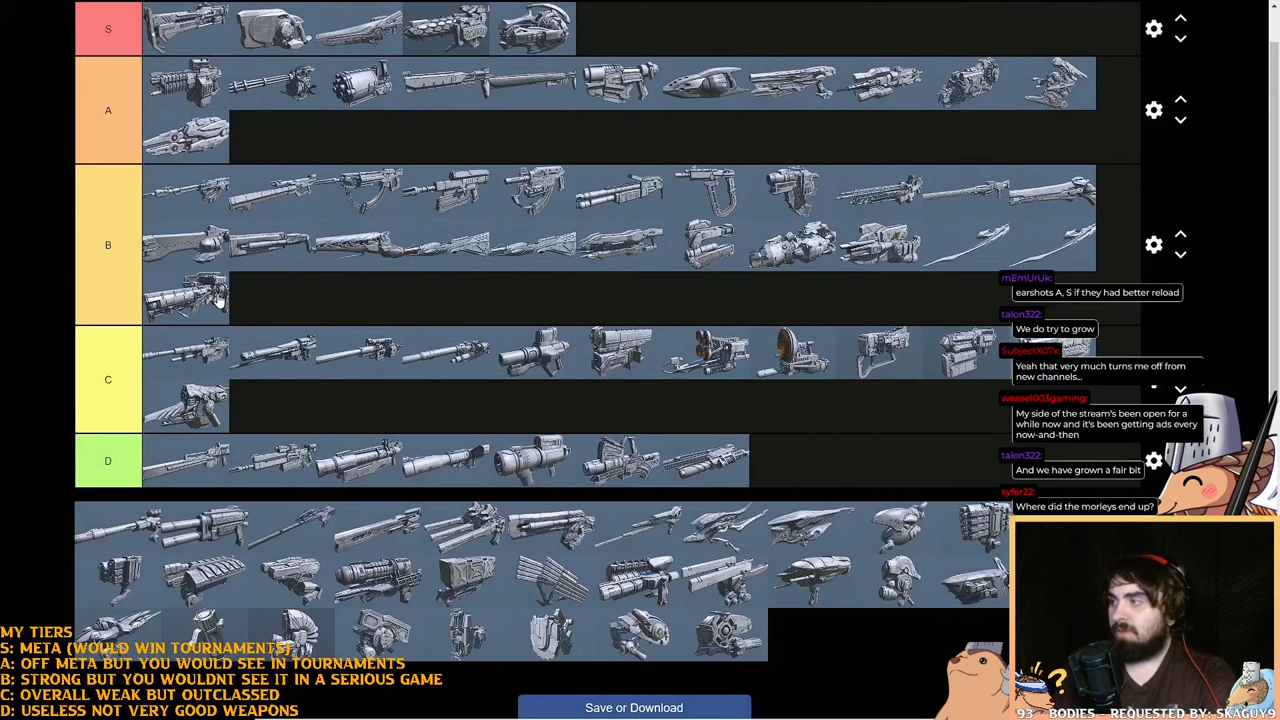 S
A
B
C
D
mEmUrUk:
earshots A, S if they had better reload
talon322:
We do try to grow
SubjectX07x:
Yeah that very much turns me off from
new channels...
weasel003gaming:
My side of the stream's been open for a
while now and it's been getting ads every
now-and-then
talon322:
And we have grown a fair bit
syfer22:
Where did the morleys end up?
MY TIERS
S: META (WOULD WIN TOURNAMENTS)
A: OFF META BUT YOU WOULD SEE IN TOURNAMENTS
B: STRONG BUT YOU WOULDNT SEE IT IN A SERIOUS GAME
C: OVERALL WEAK BUT OUTCLASSED
D: USELESS NOT VERY GOOD WEAPONS
Save or Download
93 BODIES - REQUESTED BY: SKAGUY9